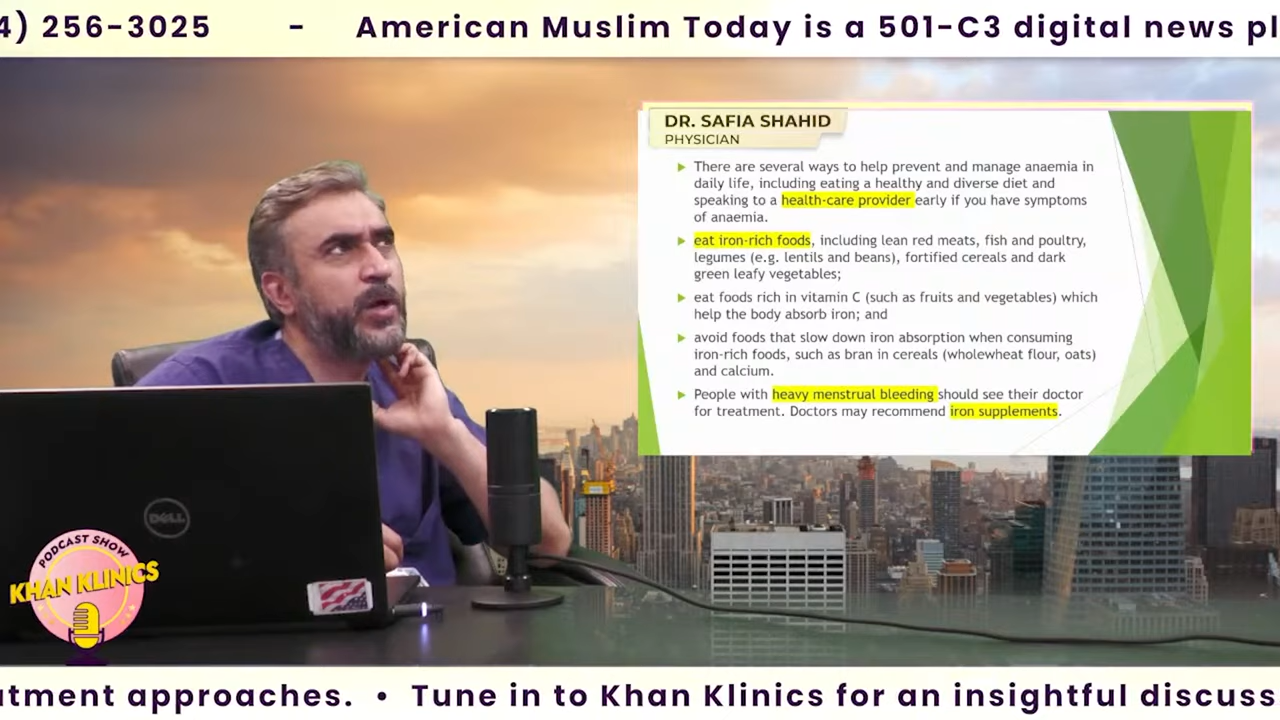 4) 256-3025 - American Muslim Today is a 501-C3 digital news pl
DR. SAFIA SHAHID
PHYSICIAN
There are several ways to help prevent and manage anaemia in
daily life, including eating a healthy and diverse diet and
speaking to a health-care provider early if you have symptoms
of anaemia.
eat iron-rich foods, including lean red meats, fish and poultry,
legumes (e.g. lentils and beans), fortified cereals and dark
green leafy vegetables;
eat foods rich in vitamin C (such as fruits and vegetables) which
help the body absorb iron; and
avoid foods that slow down iron absorption when consuming
iron-rich foods, such as bran in cereals (wholewheat flour, oats)
and calcium.
People with heavy menstrual bleeding should see their doctor
for treatment. Doctors may recommend iron supplements.
DELL
PODCAST SHOW
KHAN KLINICS
atment approaches. • Tune in to Khan Klinics for an insightful discuss